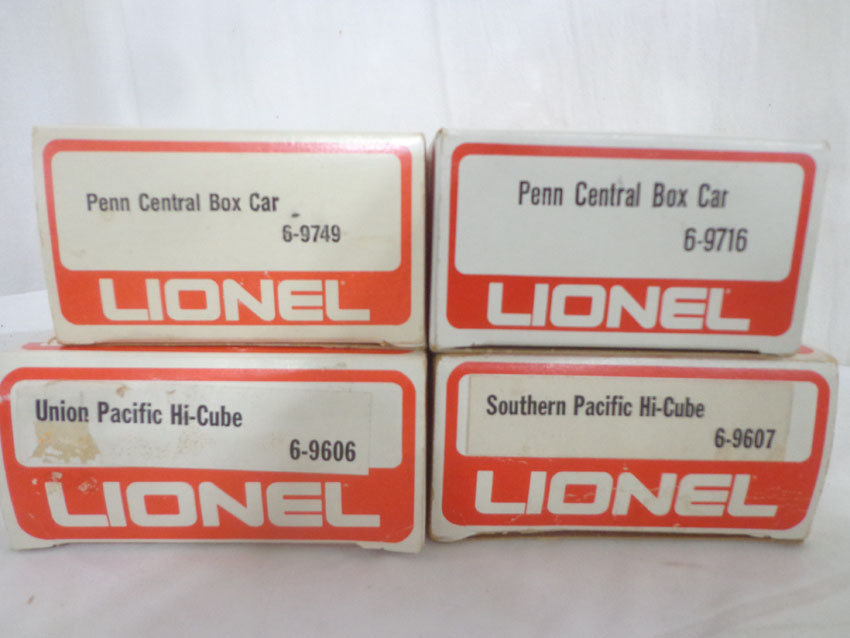 Penn Central Box Car
6-9749
LIONEL
Penn Central Box Car
6-9716
LIONEL
Union Pacific Hi-Cube
6-9606
LIONEL
Southern Pacific Hi-Cube
6-9607
LIONEL